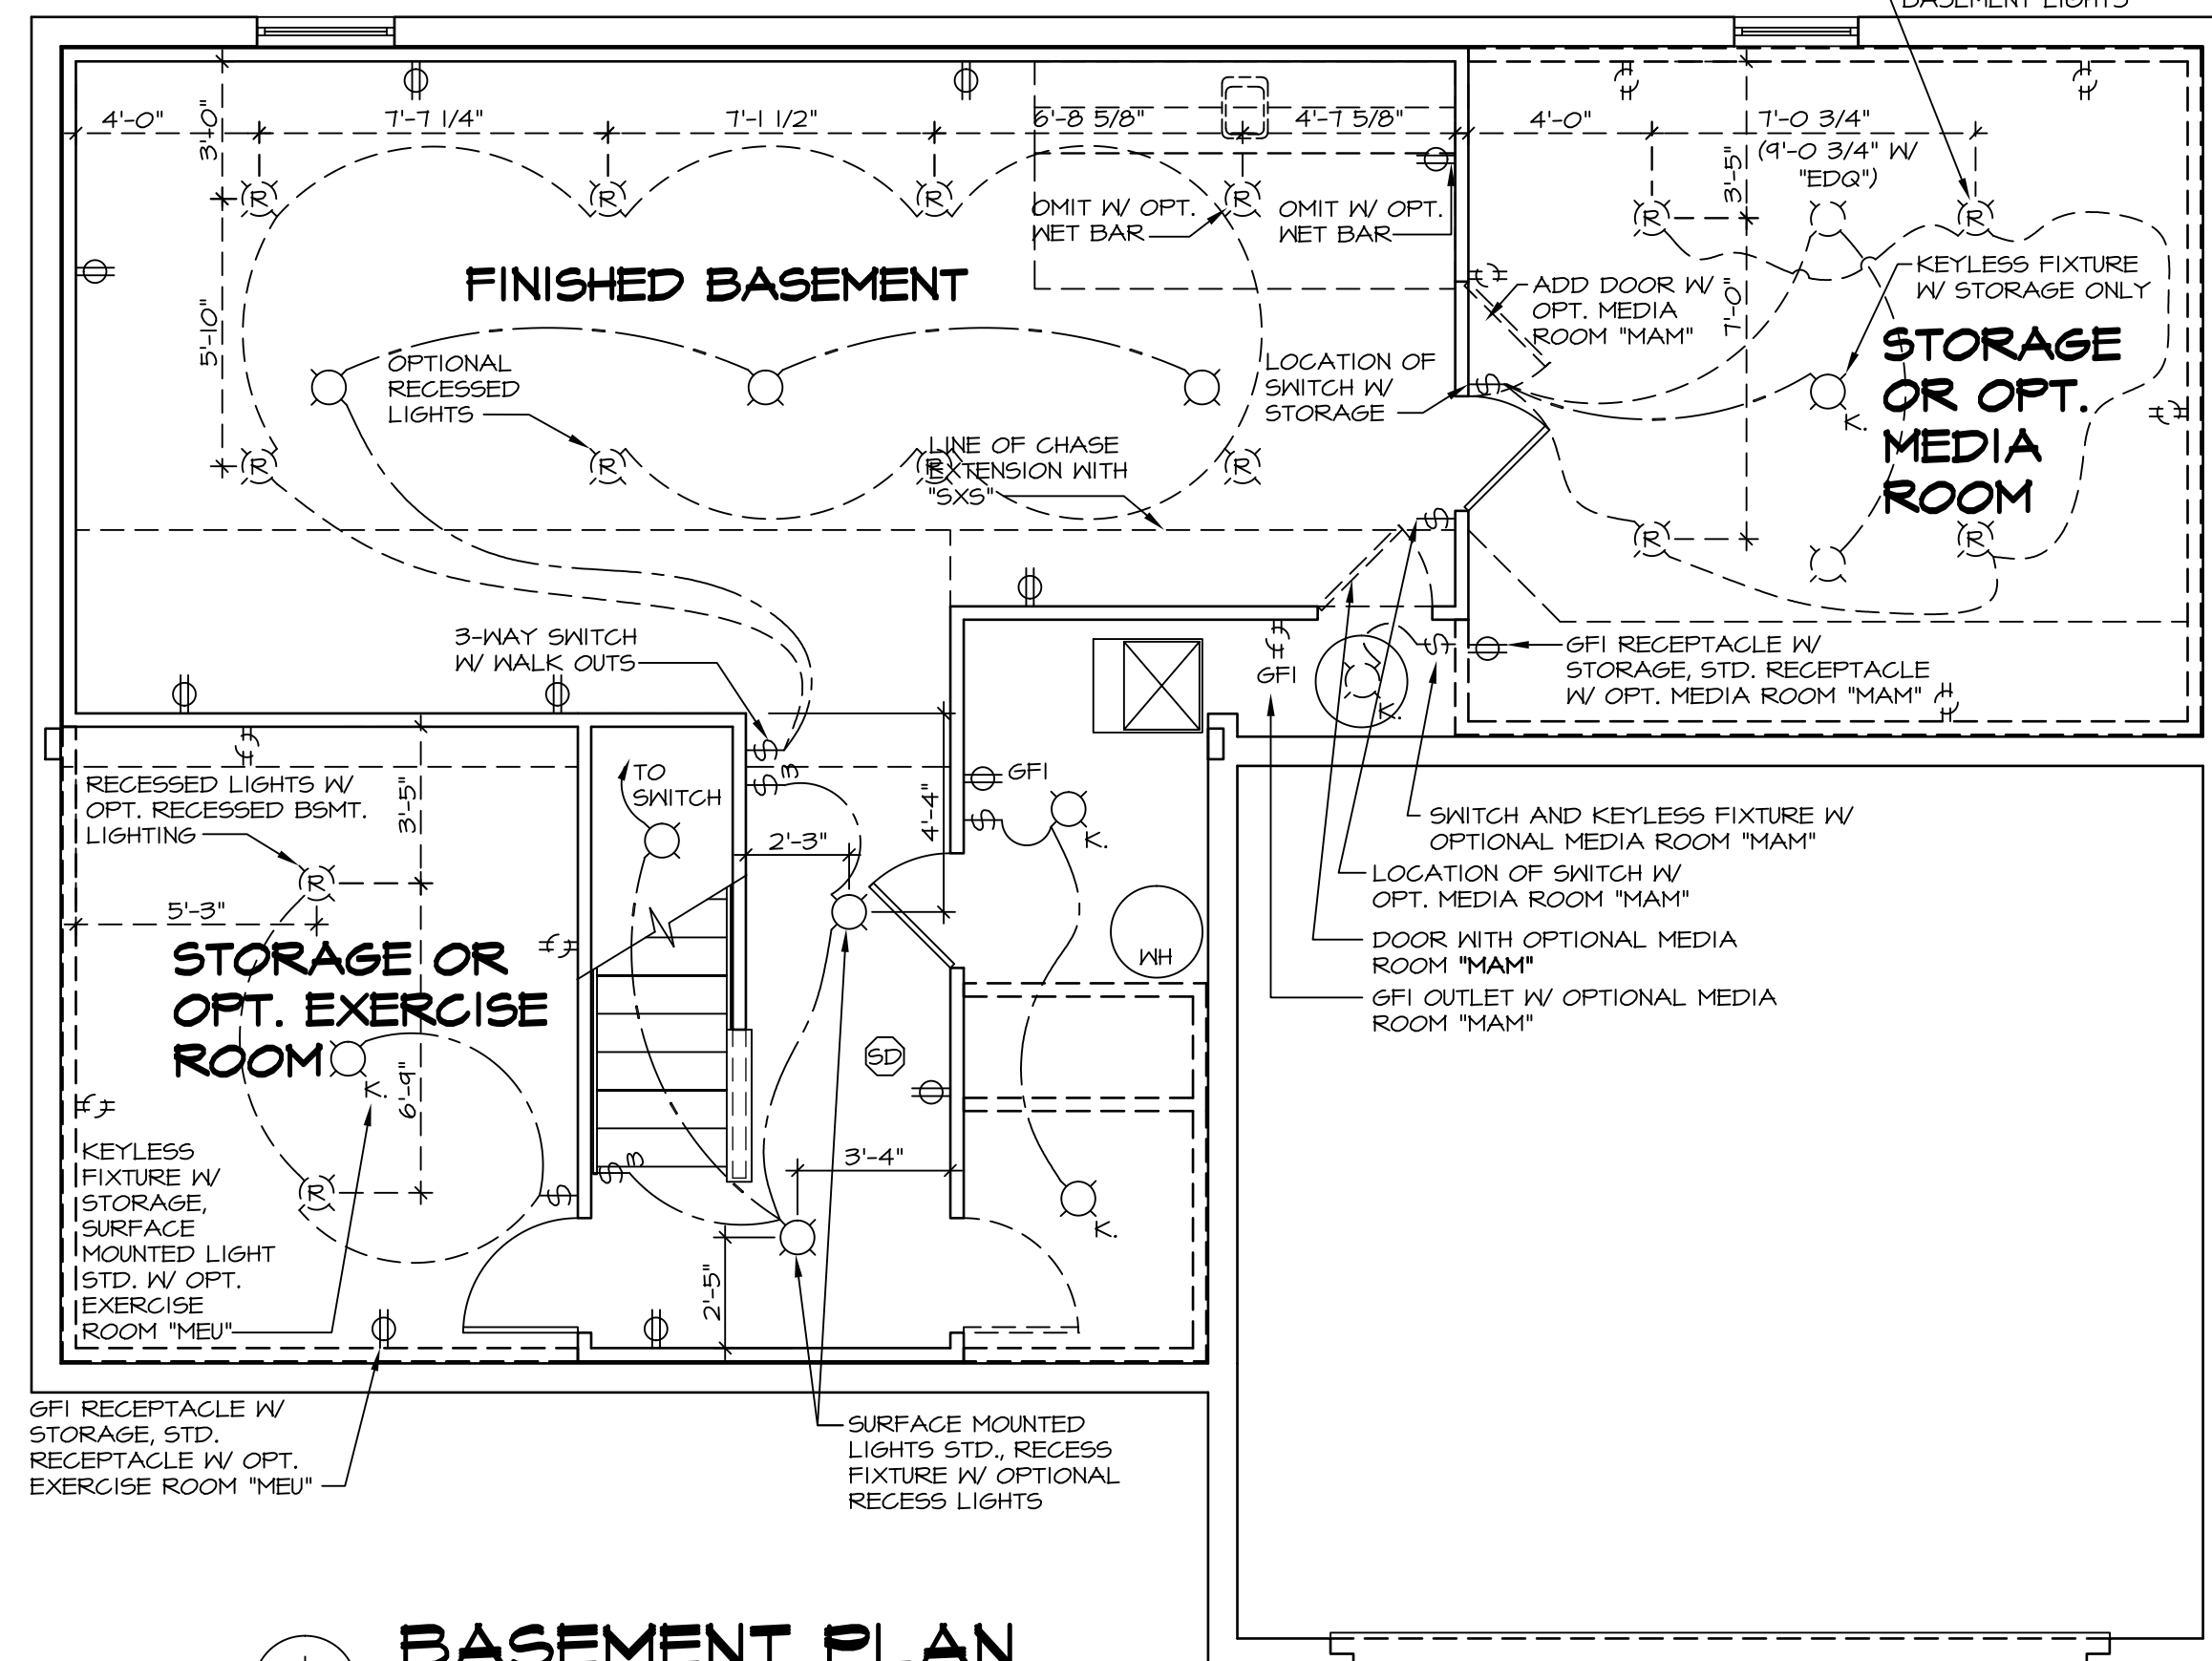 BASEMENT LIGHTS
4'-0"
7'-7 1/4"
7'-1 1/2"
6'-8 5/8"
4'-7 5/8"
4'-0"
7'-0 3/4"
(9'-0 3/4" W/
"EDQ")
3'-0"
3'-5"
R
R
R
R
R
R
OMIT W/ OPT.
WET BAR
OMIT W/ OPT.
WET BAR
FINISHED BASEMENT
ADD DOOR W/
OPT. MEDIA
ROOM "MAM"
KEYLESS FIXTURE
W/ STORAGE ONLY
5'-10"
7'-0"
STORAGE
OR OPT.
MEDIA
ROOM
OPTIONAL
RECESSED
LIGHTS
LOCATION OF
SWITCH W/
STORAGE
S
K.
LINE OF CHASE
EXTENSION WITH
"SXS"
R
R
R
R
S
R
R
3-WAY SWITCH
W/ WALK OUTS
GFI
S
K.
GFI RECEPTACLE W/
STORAGE, STD. RECEPTACLE
W/ OPT. MEDIA ROOM "MAM"
S
S 3
TO
SWITCH
GFI
S
K.
RECESSED LIGHTS W/
OPT. RECESSED BSMT.
LIGHTING
3'-5"
2'-3"
4'-4"
SWITCH AND KEYLESS FIXTURE W/
OPTIONAL MEDIA ROOM "MAM"
LOCATION OF SWITCH W/
OPT. MEDIA ROOM "MAM"
R
5'-3"
STORAGE OR
OPT. EXERCISE
ROOM
WH
DOOR WITH OPTIONAL MEDIA
ROOM "MAM"
GFI OUTLET W/ OPTIONAL MEDIA
ROOM "MAM"
SD
K.
6'-9"
KEYLESS
FIXTURE W/
STORAGE,
SURFACE
MOUNTED LIGHT
STD. W/ OPT.
EXERCISE
ROOM "MEU"
R
S
S 3
3'-4"
K.
2'-5"
GFI RECEPTACLE W/
STORAGE, STD.
RECEPTACLE W/ OPT.
EXERCISE ROOM "MEU"
SURFACE MOUNTED
LIGHTS STD., RECESS
FIXTURE W/ OPTIONAL
RECESS LIGHTS
BASEMENT PLAN